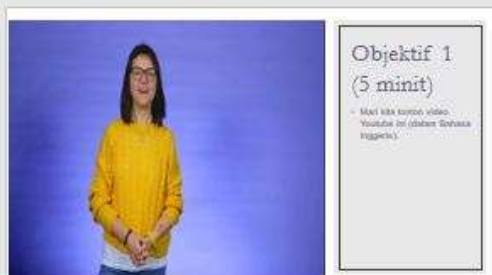 Objektif 1
(5 minit)
Mari kita tonton video
Youtube ini (dalam Bahasa
Inggeris).